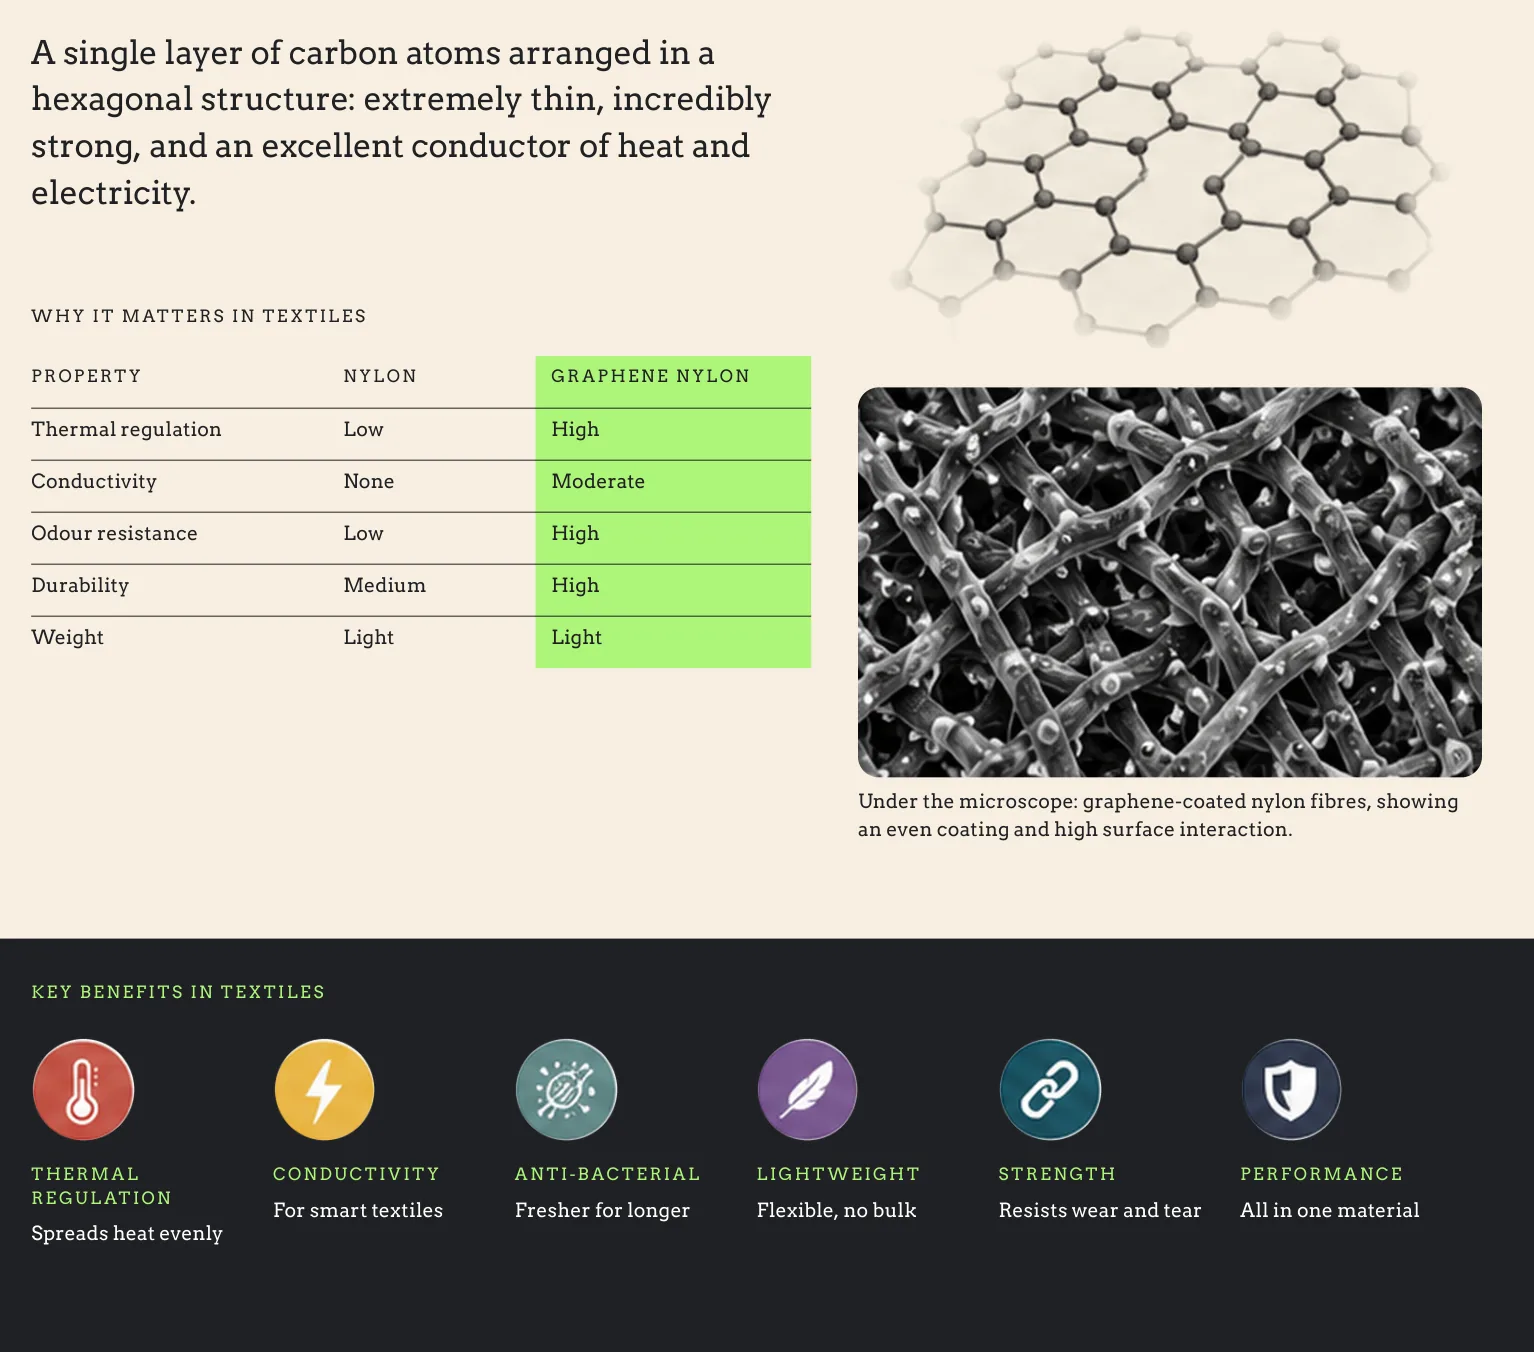 A single layer of carbon atoms arranged in a
hexagonal structure: extremely thin, incredibly
strong, and an excellent conductor of heat and
electricity.
WHY IT MATTERS IN TEXTILES
PROPERTY NYLON GRAPHENE NYLON
Thermal regulation Low High
Conductivity None Moderate
Odour resistance Low High
Durability Medium High
Weight Light Light
Under the microscope: graphene-coated nylon fibres, showing
an even coating and high surface interaction.
KEY BENEFITS IN TEXTILES
THERMAL
REGULATION
Spreads heat evenly
CONDUCTIVITY
For smart textiles
ANTI-BACTERIAL
Fresher for longer
LIGHTWEIGHT
Flexible, no bulk
STRENGTH
Resists wear and tear
PERFORMANCE
All in one material